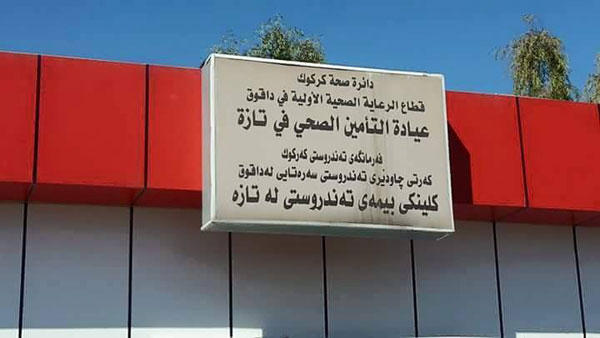 دائرة صحة كركوك
قطاع الرعاية الصحية الأولية في داقوق
عيادة التأمين الصحي في تازة
فەرمانگەی تەندروستی کەرکوک
کەرتی چاودێری تەندروستی سەرەتایی لەداقوق
کلینکی بیمەی تەندروستی لە تازە